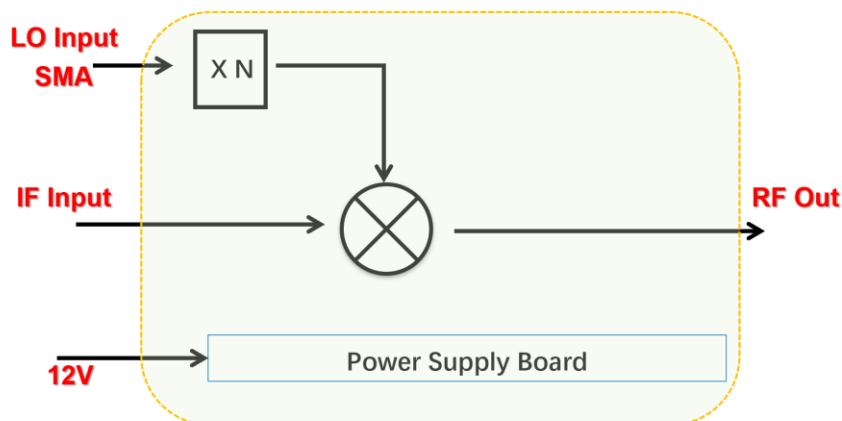 LO Input
SMA
X N
IF Input
RF Out
Power Supply Board
12V